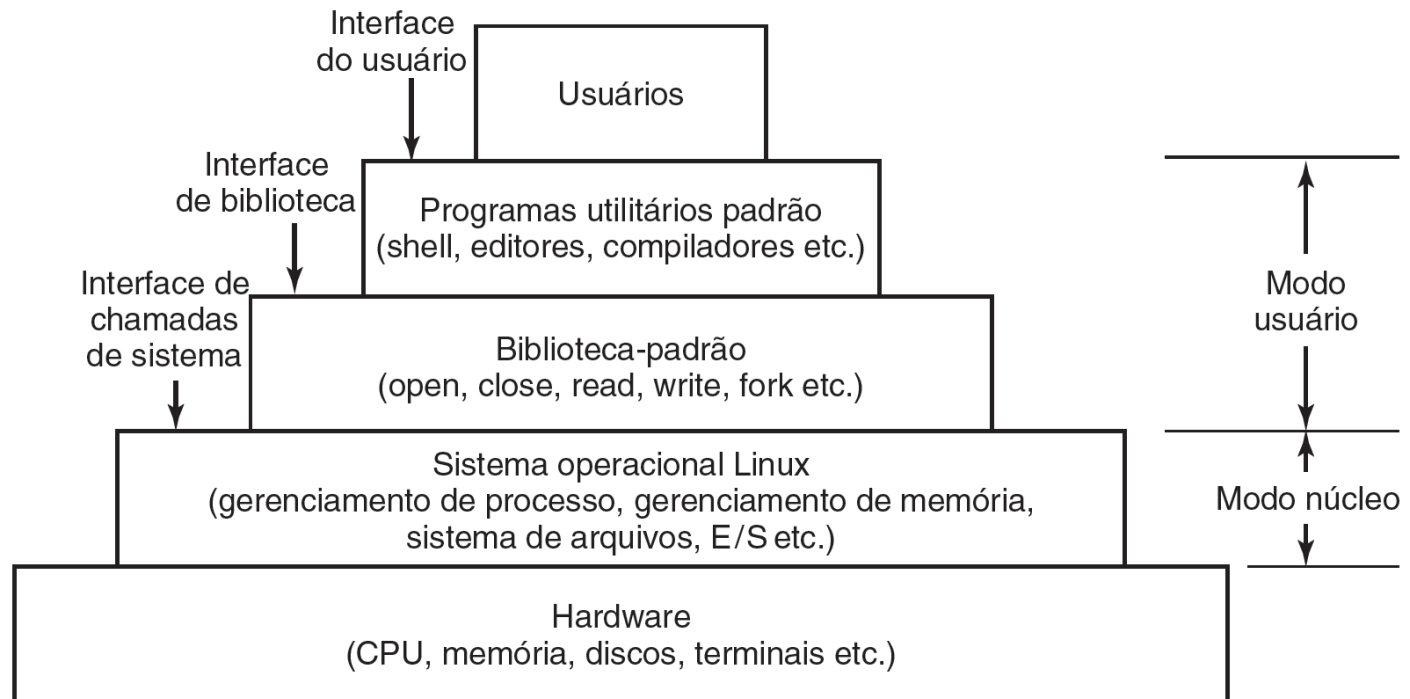 Interface
do usuário
Usuários
Interface
de biblioteca
Programas utilitários padrão
(shell, editores, compiladores etc.)
Interface de
chamadas
de sistema
Modo
usuário
Biblioteca-padrão
(open, close, read, write, fork etc.)
Sistema operacional Linux
(gerenciamento de processo, gerenciamento de memória,
sistema de arquivos, E/S etc.)
Modo núcleo
Hardware
(CPU, memória, discos, terminais etc.)